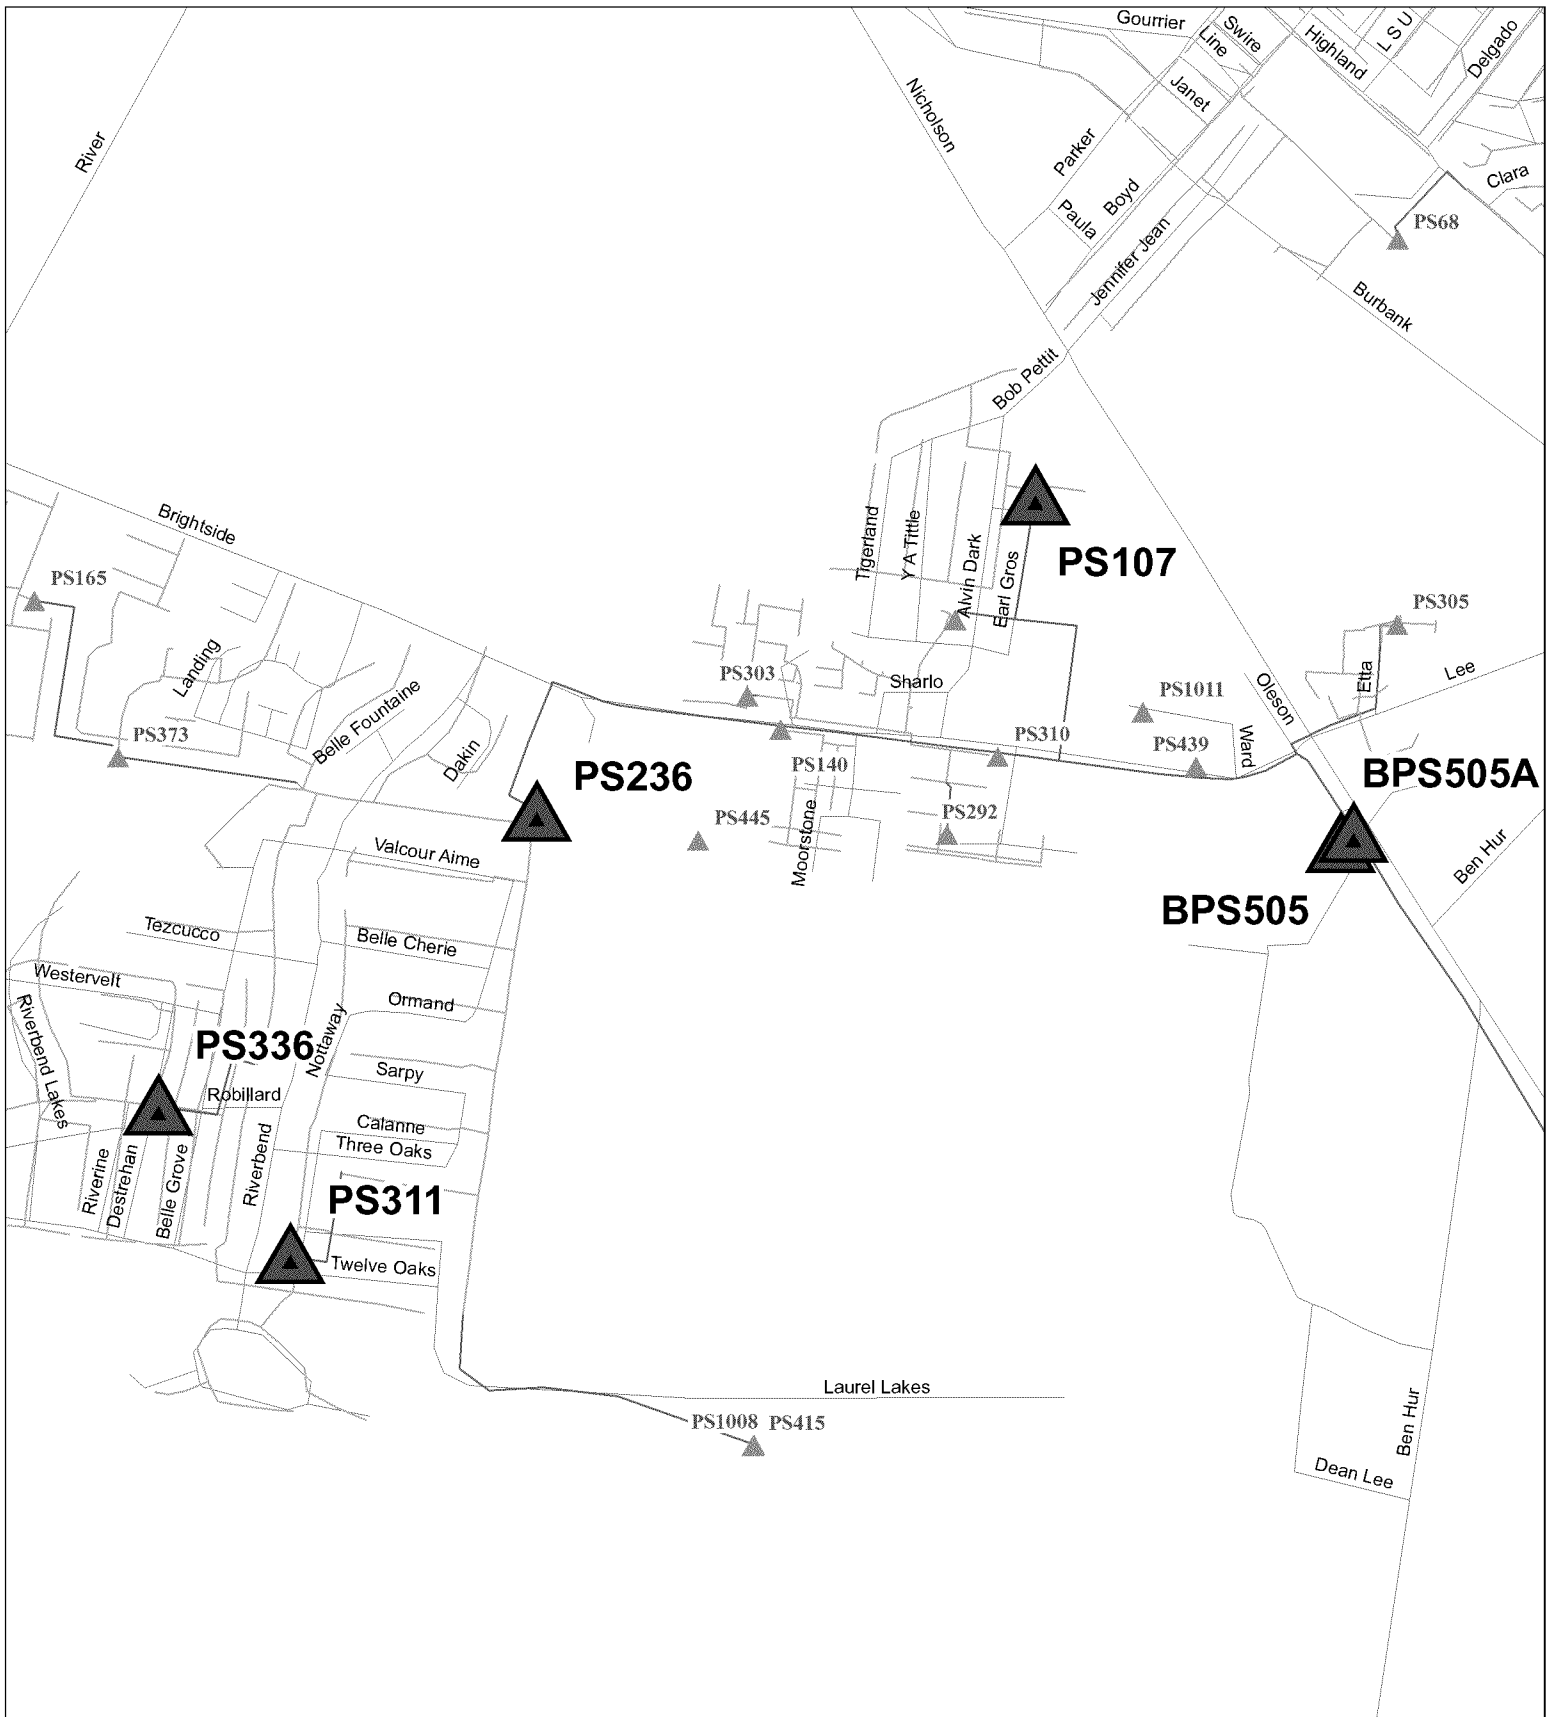 Gourrier
Swire
Line
Highland
L S U
Delgado
Janet
Nicholson
River
Parker
Clara
Boyd
Paula
PS68
Jennifer Jean
Burbank
Bob Pettit
Brightside
Tigerland
Y A Tittle
Alvin Dark
Earl Gros
PS107
PS165
PS305
Landing
PS303
Sharlo
Etta
Lee
PS1011
Oleson
Belle Fountaine
PS373
Dakin
PS310
PS439
Ward
PS236
PS140
BPS505A
PS445
Moorstone
PS292
Valcour Aime
Ben Hur
BPS505
Tezcucco
Belle Cherie
Westervelt
Ormand
Riverbend Lakes
PS336
Nottaway
Sarpy
Robillard
Calanne
Three Oaks
Riverine
Destrehan
Belle Grove
Riverbend
PS311
Twelve Oaks
Laurel Lakes
PS1008
PS415
Ben Hur
Dean Lee